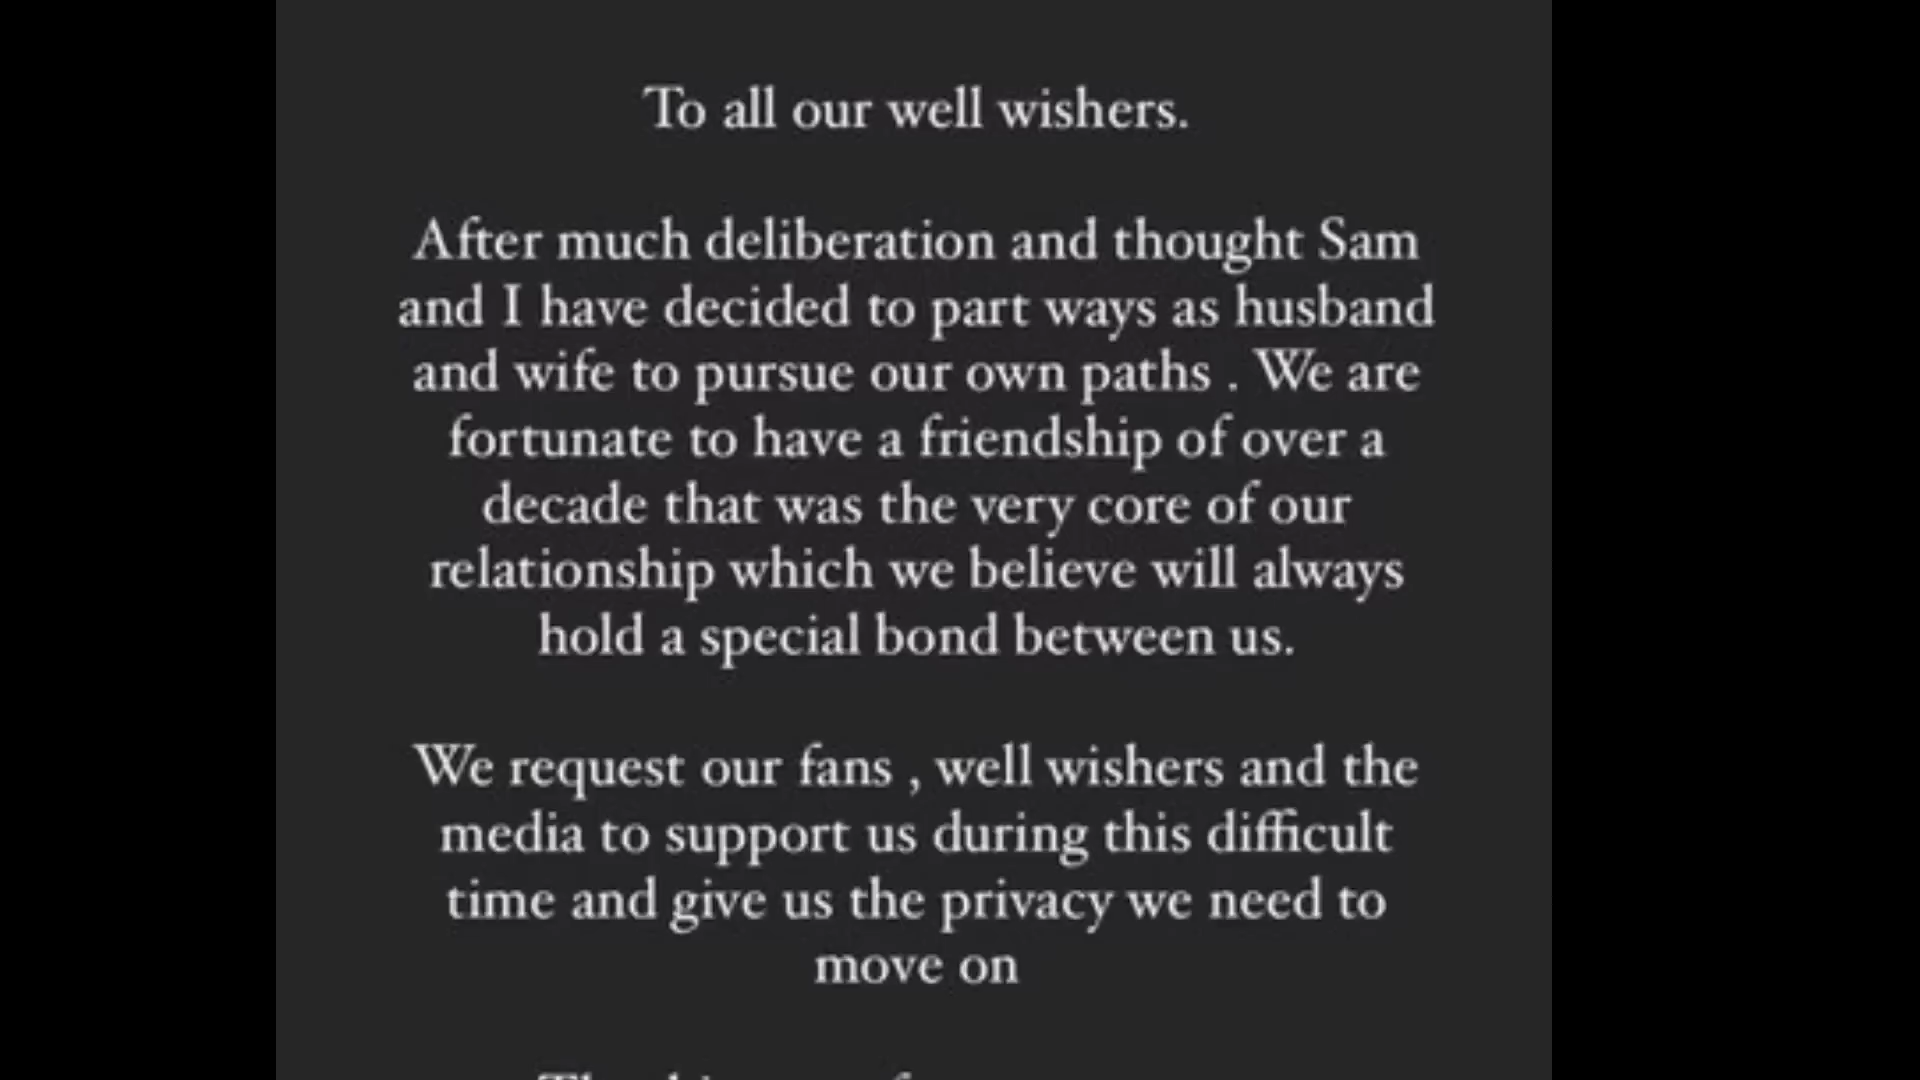 To all our well wishers.
After much deliberation and thought Sam
and I have decided to part ways as husband
and wife to pursue our own paths . We are
fortunate to have a friendship of over a
decade that was the very core of our
relationship which we believe will always
hold a special bond between us.
We request our fans , well wishers and the
media to support us during this difficult
time and give us the privacy we need to
move on